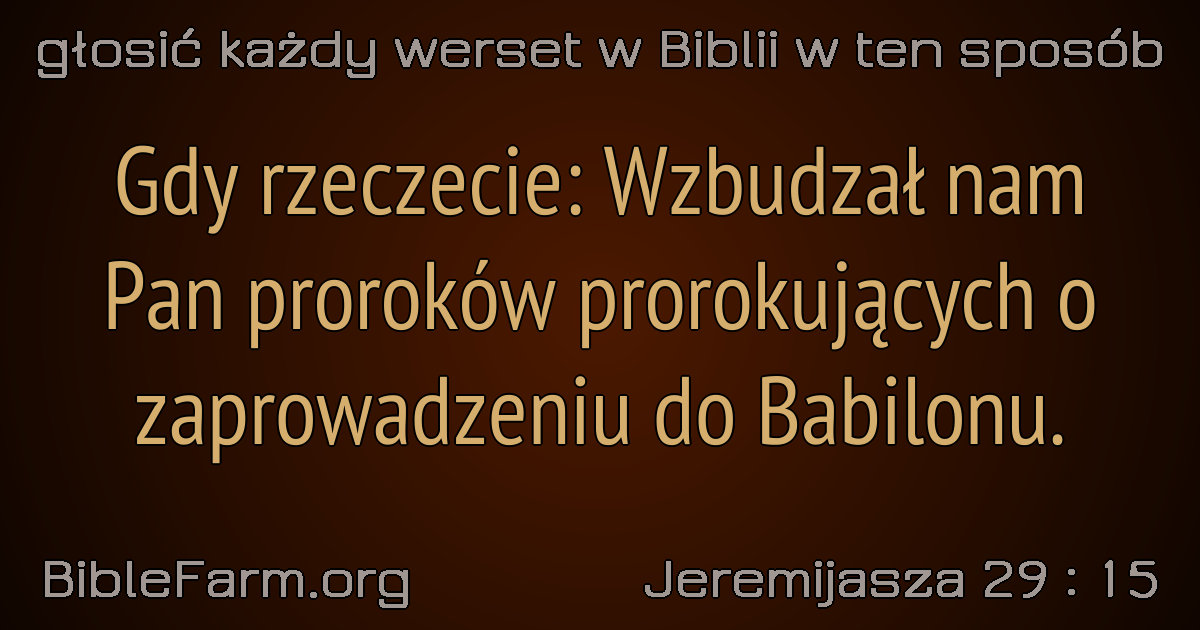 głosić każdy werset w Biblii w ten sposób
Gdy rzeczecie: Wzbudzał nam
Pan proroków prorokujących o
zaprowadzeniu do Babilonu.
BibleFarm.org
Jeremijasza 29 : 15